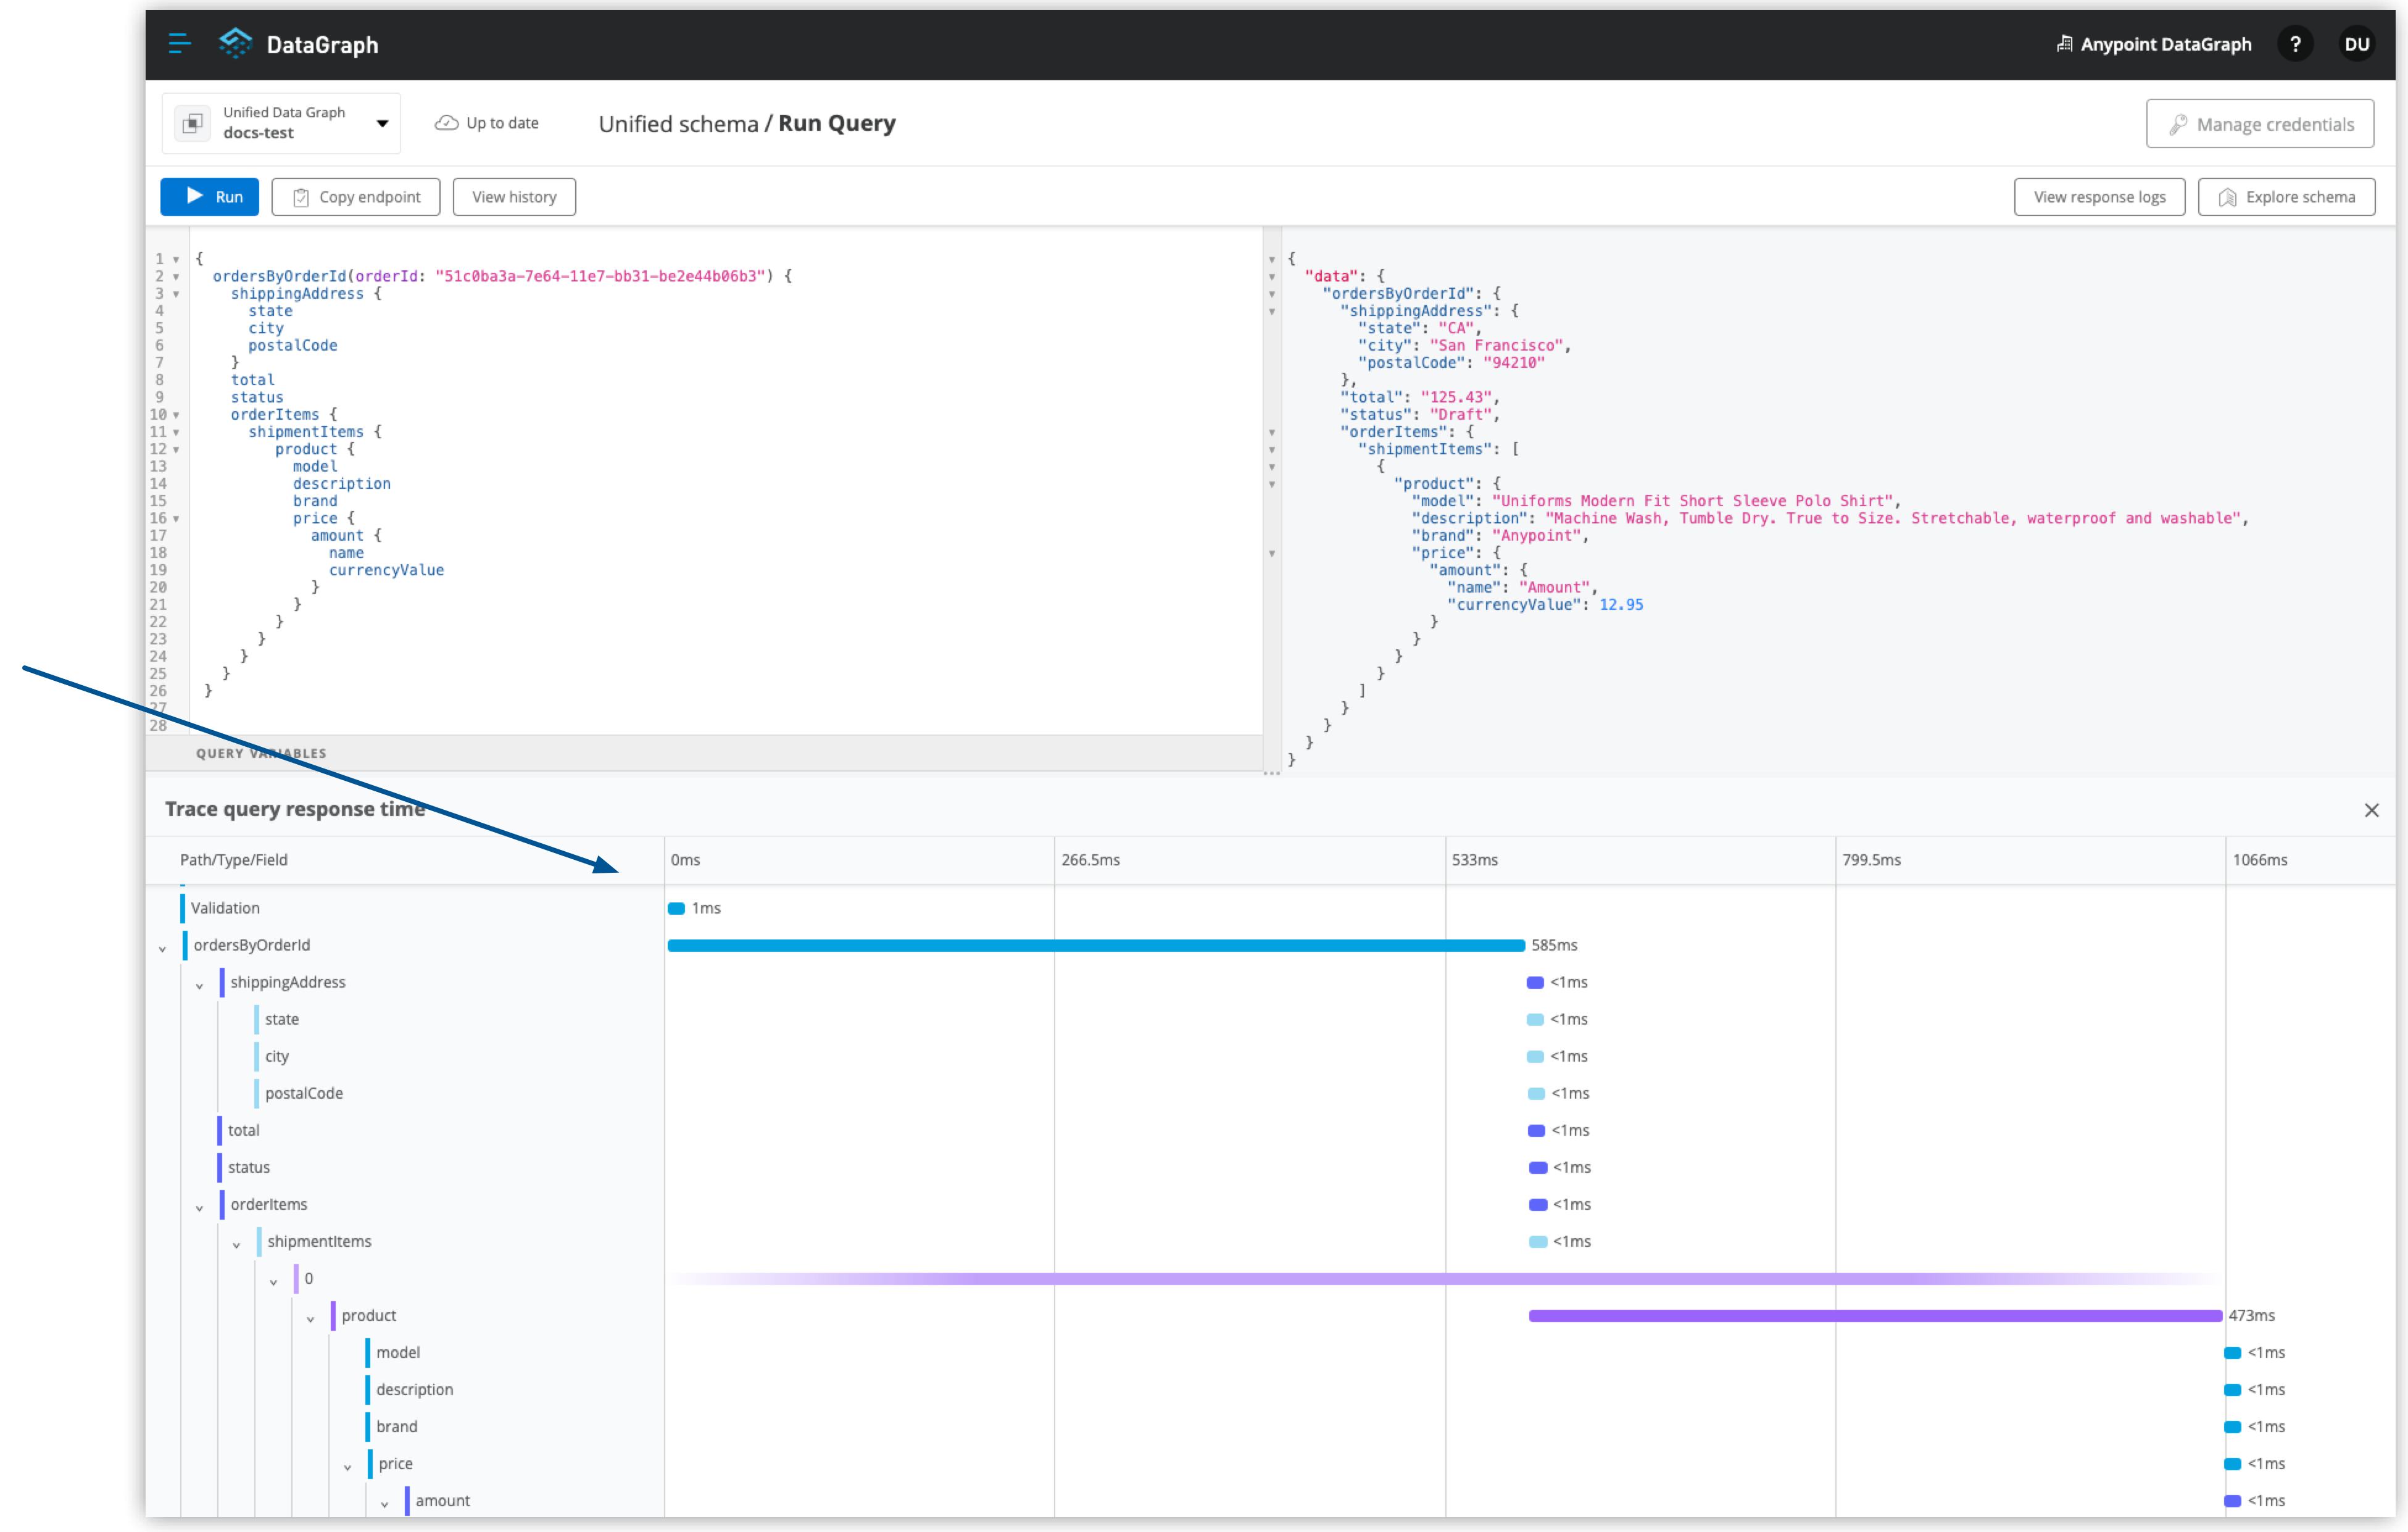 DataGraph
Anypoint DataGraph ? DU
Unified Data Graph
docs-test
Up to date
Unified schema / Run Query
Manage credentials
Run
Copy endpoint
View history
View response logs
Explore schema
1 {
2 ordersByOrderId(orderId: "51c0ba3a-7e64-11e7-bb31-be2e44b06b3") {
3 shippingAddress {
4 state
5 city
6 postalCode
7 }
8 total
9 status
10 orderItems {
11 shipmentItems {
12 product {
13 model
14 description
15 brand
16 price {
17 amount {
18 name
19 currencyValue
20 }
21 }
22 }
23 }
24 }
25 }
26 }
27
28
QUERY VARIABLES
{
"data": {
"ordersByOrderId": {
"shippingAddress": {
"state": "CA",
"city": "San Francisco",
"postalCode": "94210"
},
"total": "125.43",
"status": "Draft",
"orderItems": {
"shipmentItems": [
{
"product": {
"model": "Uniforms Modern Fit Short Sleeve Polo Shirt",
"description": "Machine Wash, Tumble Dry. True to Size. Stretchable, waterproof and washable",
"brand": "Anypoint",
"price": {
"amount": {
"name": "Amount",
"currencyValue": 12.95
}
}
}
}
]
}
}
}
}
Trace query response time
Path/Type/Field 0ms 266.5ms 533ms 799.5ms 1066ms
Validation 1ms
ordersByOrderId 585ms
shippingAddress <1ms
state <1ms
city <1ms
postalCode <1ms
total <1ms
status <1ms
orderItems <1ms
shipmentItems <1ms
0
product 473ms
model <1ms
description <1ms
brand <1ms
price <1ms
amount <1ms